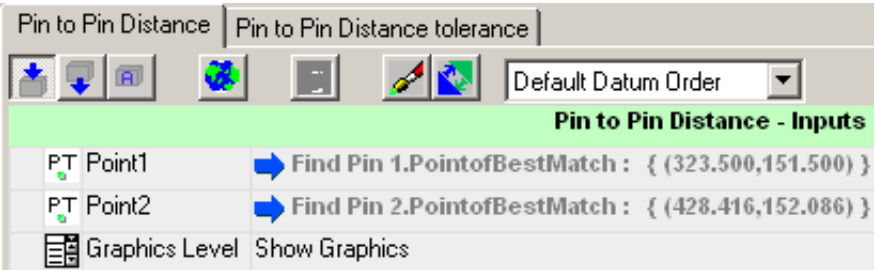 Pin to Pin Distance Pin to Pin Distance tolerance
A Default Datum Order
Pin to Pin Distance - Inputs
PT Point1 Find Pin 1.PointofBestMatch : { (323.500,151.500) }
PT Point2 Find Pin 2.PointofBestMatch : { (428.416,152.086) }
Graphics Level Show Graphics